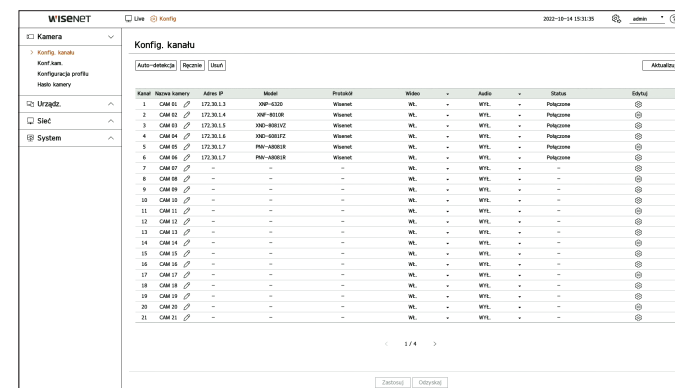 WISENET
Live Konfig
2022-10-14 15:31:35 admin
Kamera
Konfig. kanału
Konf.kam.
Konfiguracja profilu
Hasło kamery
Urządz.
Sieć
System
Konfig. kanału
Auto-detekcja Ręcznie Usuń
Aktualizu
Kanał Nazwa kamery Adres IP Model Protokół Wideo Audio Status Edytuj
1 CAM 01 172.30.1.3 XNP-6320 Wisenet WŁ. WYŁ. Połączone
2 CAM 02 172.30.1.4 XNF-8010R Wisenet WŁ. WYŁ. Połączone
3 CAM 03 172.30.1.5 XND-8081VZ Wisenet WŁ. WYŁ. Połączone
4 CAM 04 172.30.1.6 XND-6081FZ Wisenet WŁ. WYŁ. Połączone
5 CAM 05 172.30.1.7 PNV-A8081R Wisenet WŁ. WYŁ. Połączone
6 CAM 06 172.30.1.7 PNV-A8081R Wisenet WŁ. WYŁ. Połączone
7 CAM 07 - - - WŁ. WYŁ. -
8 CAM 08 - - - WŁ. WYŁ. -
9 CAM 09 - - - WŁ. WYŁ. -
10 CAM 10 - - - WŁ. WYŁ. -
11 CAM 11 - - - WŁ. WYŁ. -
12 CAM 12 - - - WŁ. WYŁ. -
13 CAM 13 - - - WŁ. WYŁ. -
14 CAM 14 - - - WŁ. WYŁ. -
15 CAM 15 - - - WŁ. WYŁ. -
16 CAM 16 - - - WŁ. WYŁ. -
17 CAM 17 - - - WŁ. WYŁ. -
18 CAM 18 - - - WŁ. WYŁ. -
19 CAM 19 - - - WŁ. WYŁ. -
20 CAM 20 - - - WŁ. WYŁ. -
21 CAM 21 - - - WŁ. WYŁ. -
< 1 / 4 >
Zastosuj Odzyskaj